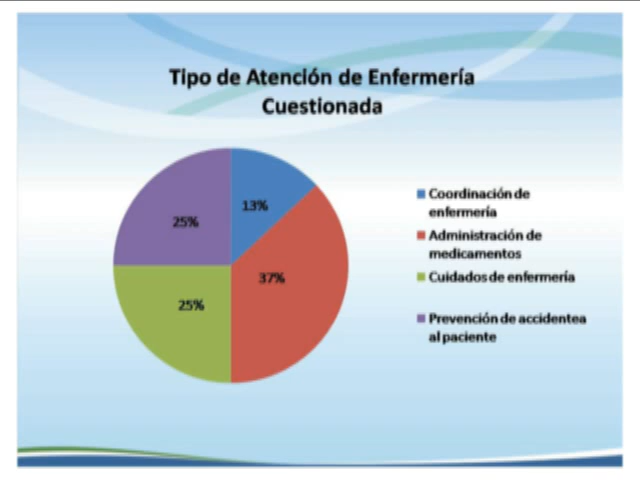 Tipo de Atención de Enfermería
Cuestionada
13%
25%
37%
25%
Coordinación de
enfermería
Administración de
medicamentos
Cuidados de enfermería
Prevención de accidentea
al paciente